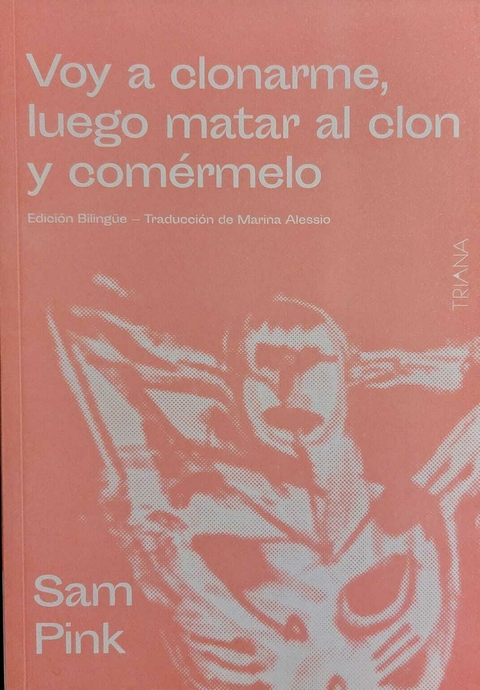 Voy a clonarme,
luego matar al clon
y comérmelo
Edición Bilingüe – Traducción de Marina Alessio
TRIANA
Sam
Pink